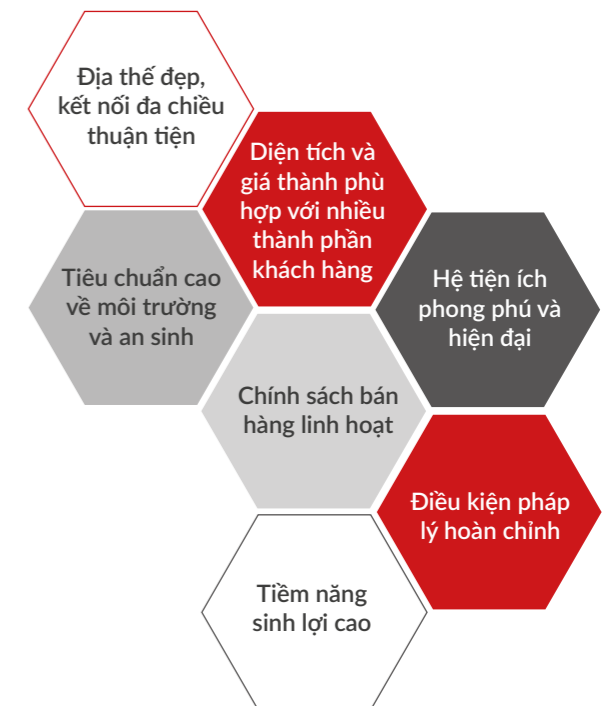 Địa thế đẹp,
kết nối đa chiều
thuận tiện
Diện tích và
giá thành phù
hợp với nhiều
thành phần
khách hàng
Tiêu chuẩn cao
về môi trường
và an sinh
Hệ tiện ích
phong phú và
hiện đại
Chính sách bán
hàng linh hoạt
Điều kiện pháp
lý hoàn chỉnh
Tiềm năng
sinh lợi cao